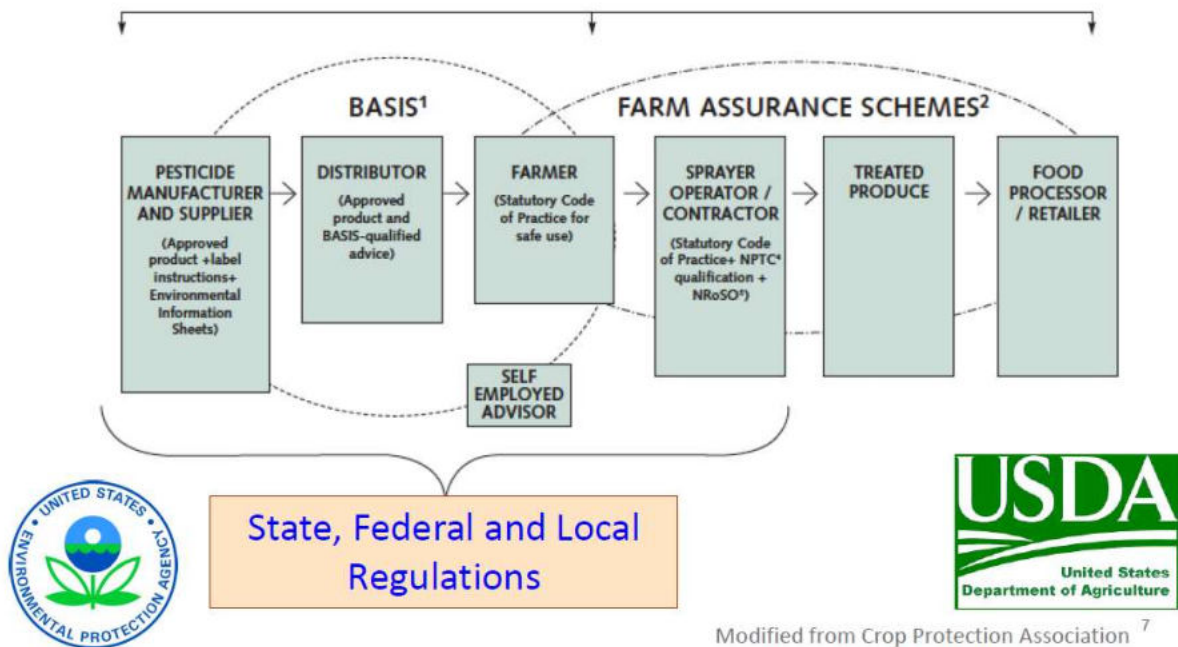 BASIS¹
FARM ASSURANCE SCHEMES²
PESTICIDE
MANUFACTURER
AND SUPPLIER
(Approved
product +label
instructions+
Environmental
Information
Sheets)
DISTRIBUTOR
(Approved
product and
BASIS-qualified
advice)
FARMER
(Statutory Code
of Practice for
safe use)
SPRAYER
OPERATOR /
CONTRACTOR
(Statutory Code
of Practice+ NPTC⁴
qualification +
NRoSO⁵)
TREATED
PRODUCE
FOOD
PROCESSOR
/ RETAILER
SELF
EMPLOYED
ADVISOR
UNITED STATES
ENVIRONMENTAL PROTECTION AGENCY
State, Federal and Local
Regulations
USDA
United States
Department of Agriculture
Modified from Crop Protection Association 7